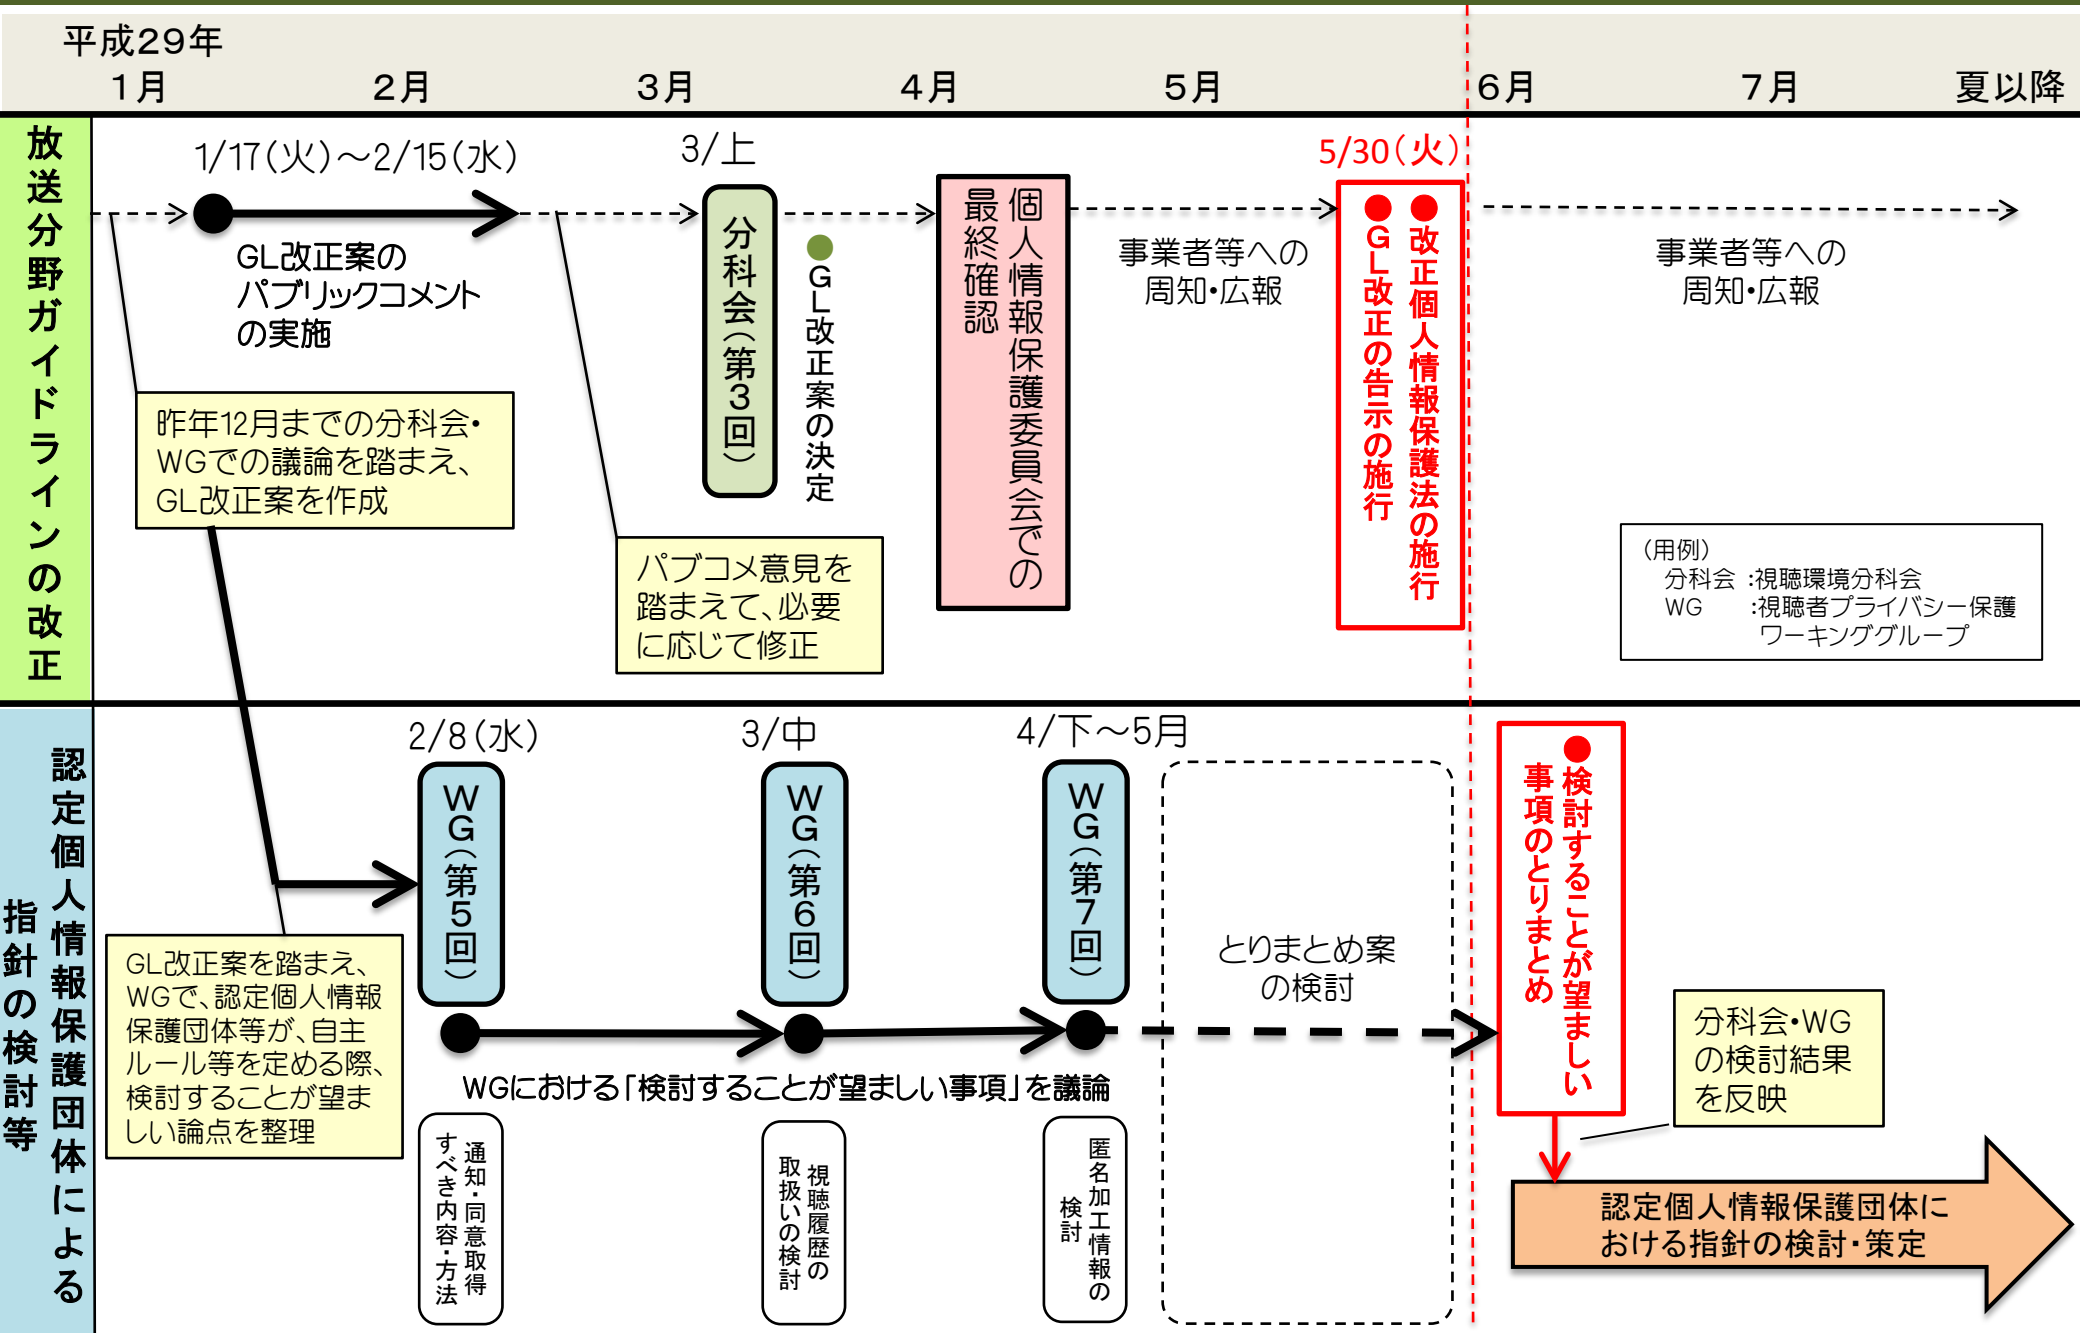 平成29年
1月
2月
3月
4月
5月
6月
7月
夏以降
放送分野ガイドラインの改正
1/17(火)～2/15(水)
GL改正案の
パブリックコメント
の実施
昨年12月までの分科会・
WGでの議論を踏まえ、
GL改正案を作成
パブコメ意見を
踏まえて、必要
に応じて修正
3/上
分科会(第3回)
●GL改正案の決定
個人情報保護委員会での
最終確認
事業者等への
周知・広報
5/30(火)
●改正個人情報保護法の施行
●GL改正の告示の施行
事業者等への
周知・広報
(用例)
分科会 :視聴環境分科会
WG :視聴者プライバシー保護
ワーキンググループ
認定個人情報保護団体による
指針の検討等
GL改正案を踏まえ、
WGで、認定個人情報
保護団体等が、自主
ルール等を定める際、
検討することが望ま
しい論点を整理
2/8(水)
WG(第5回)
3/中
WG(第6回)
4/下～5月
WG(第7回)
WGにおける「検討することが望ましい事項」を議論
通知・同意取得
すべき内容・方法
視聴履歴の
取扱いの検討
匿名加工情報の
検討
とりまとめ案
の検討
●検討することが望ましい
事項のとりまとめ
分科会・WG
の検討結果
を反映
認定個人情報保護団体に
おける指針の検討・策定